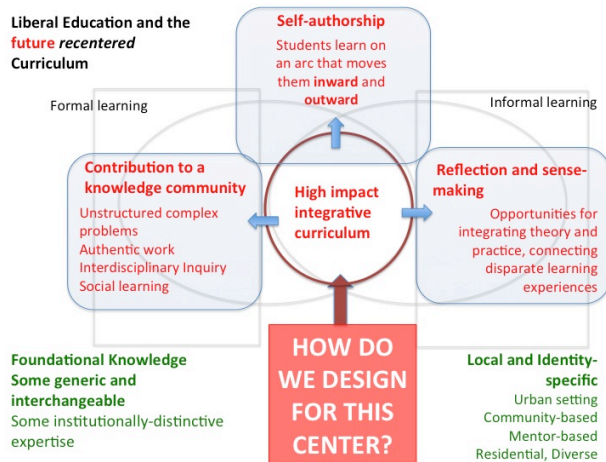 Liberal Education and the
future recentered
Curriculum
Self-authorship
Students learn on
an arc that moves
them inward and
outward
Formal learning
Informal learning
Contribution to a
knowledge community
Unstructured complex
problems
Authentic work
Interdisciplinary Inquiry
Social learning
High impact
integrative
curriculum
Reflection and sense-
making
Opportunities for
integrating theory and
practice, connecting
disparate learning
experiences
HOW DO
WE DESIGN
FOR THIS
CENTER?
Foundational Knowledge
Some generic and
interchangeable
Some institutionally-distinctive
expertise
Local and Identity-
specific
Urban setting
Community-based
Mentor-based
Residential, Diverse